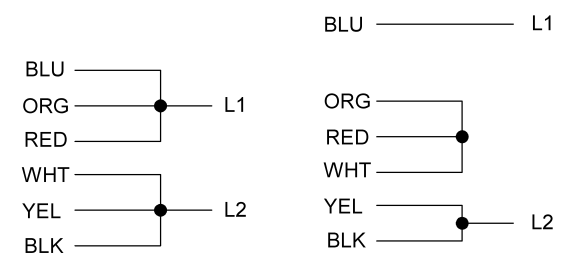 BLU
ORG L1
RED
WHT
YEL L2
BLK
BLU L1
ORG
RED
WHT
YEL
L2
BLK